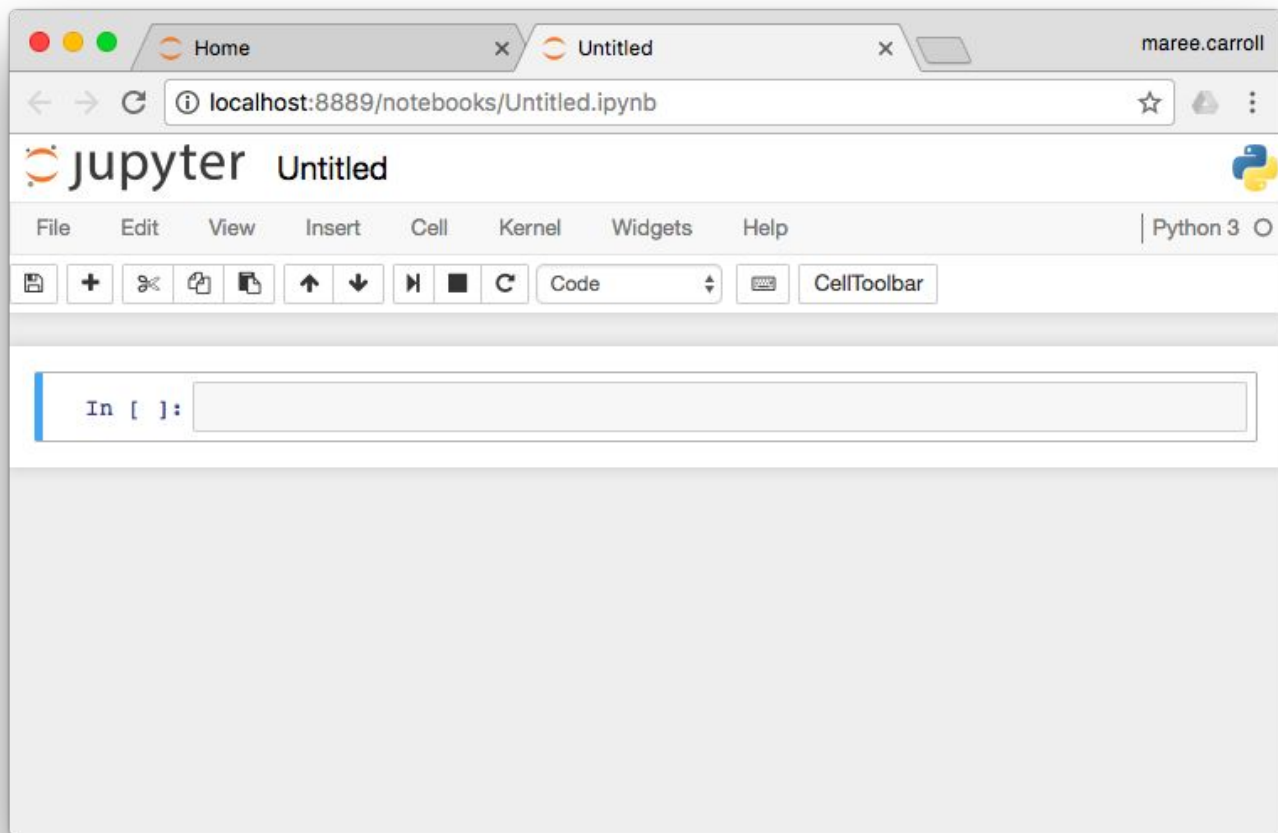 Home Untitled maree.carroll
localhost:8889/notebooks/Untitled.ipynb
jupyter Untitled
File Edit View Insert Cell Kernel Widgets Help Python 3
Code CellToolbar
In [ ]: